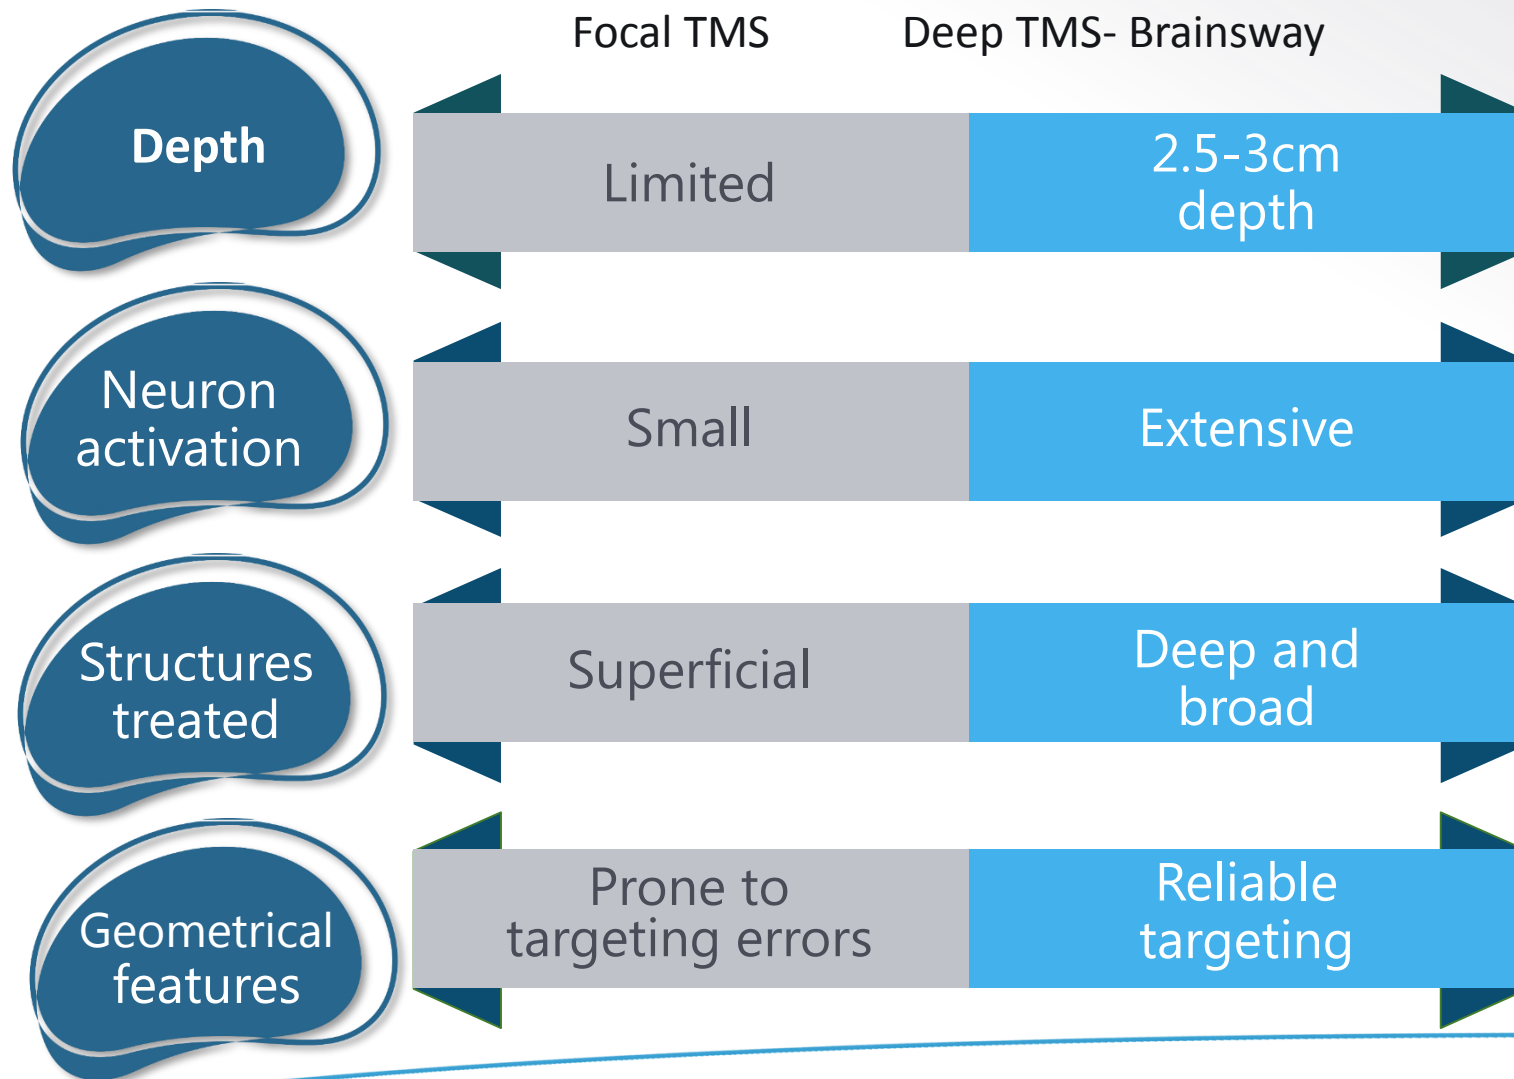 Focal TMS
Deep TMS- Brainsway
Depth
Limited
2.5-3cm
depth
Neuron
activation
Small
Extensive
Structures
treated
Superficial
Deep and
broad
Geometrical
features
Prone to
targeting errors
Reliable
targeting